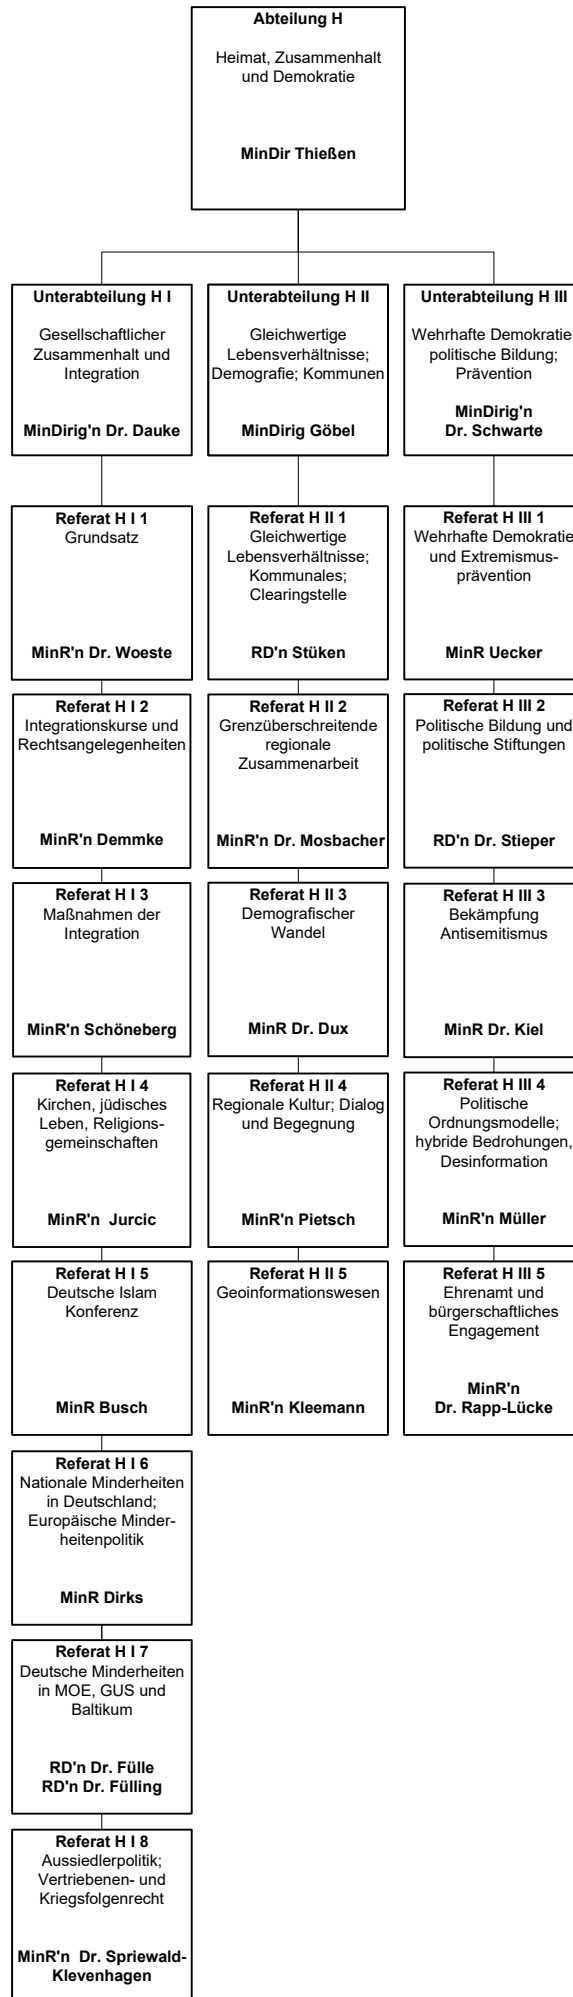 Abteilung H
Heimat, Zusammenhalt
und Demokratie
MinDir Thießen
Unterabteilung H I
Gesellschaftlicher
Zusammenhalt und
Integration
MinDirig'n Dr. Dauke
Unterabteilung H II
Gleichwertige
Lebensverhältnisse;
Demografie; Kommunen
MinDirig Göbel
Unterabteilung H III
Wehrhafte Demokratie
politische Bildung;
Prävention
MinDirig'n
Dr. Schwarte
Referat H I 1
Grundsatz
MinR'n Dr. Woeste
Referat H II 1
Gleichwertige
Lebensverhältnisse;
Kommunales;
Clearingstelle
RD'n Stüken
Referat H III 1
Wehrhafte Demokratie
und Extremismus-
prävention
MinR Uecker
Referat H I 2
Integrationskurse und
Rechtsangelegenheiten
MinR'n Demmke
Referat H II 2
Grenzüberschreitende
regionale
Zusammenarbeit
MinR'n Dr. Mosbacher
Referat H III 2
Politische Bildung und
politische Stiftungen
RD'n Dr. Stieper
Referat H I 3
Maßnahmen der
Integration
MinR'n Schöneberg
Referat H II 3
Demografischer
Wandel
MinR Dr. Dux
Referat H III 3
Bekämpfung
Antisemitismus
MinR Dr. Kiel
Referat H I 4
Kirchen, jüdisches
Leben, Religions-
gemeinschaften
MinR'n Jurcic
Referat H II 4
Regionale Kultur; Dialog
und Begegnung
MinR'n Pietsch
Referat H III 4
Politische
Ordnungsmodelle;
hybride Bedrohungen,
Desinformation
MinR'n Müller
Referat H I 5
Deutsche Islam
Konferenz
MinR Busch
Referat H II 5
Geoinformationswesen
MinR'n Kleemann
Referat H III 5
Ehrenamt und
bürgerschaftliches
Engagement
MinR'n
Dr. Rapp-Lücke
Referat H I 6
Nationale Minderheiten
in Deutschland;
Europäische Minder-
heitenpolitik
MinR Dirks
Referat H I 7
Deutsche Minderheiten
in MOE, GUS und
Baltikum
RD'n Dr. Fülle
RD'n Dr. Fülling
Referat H I 8
Aussiedlerpolitik;
Vertriebenen- und
Kriegsfolgenrecht
MinR'n Dr. Spriewald-
Klevenhagen